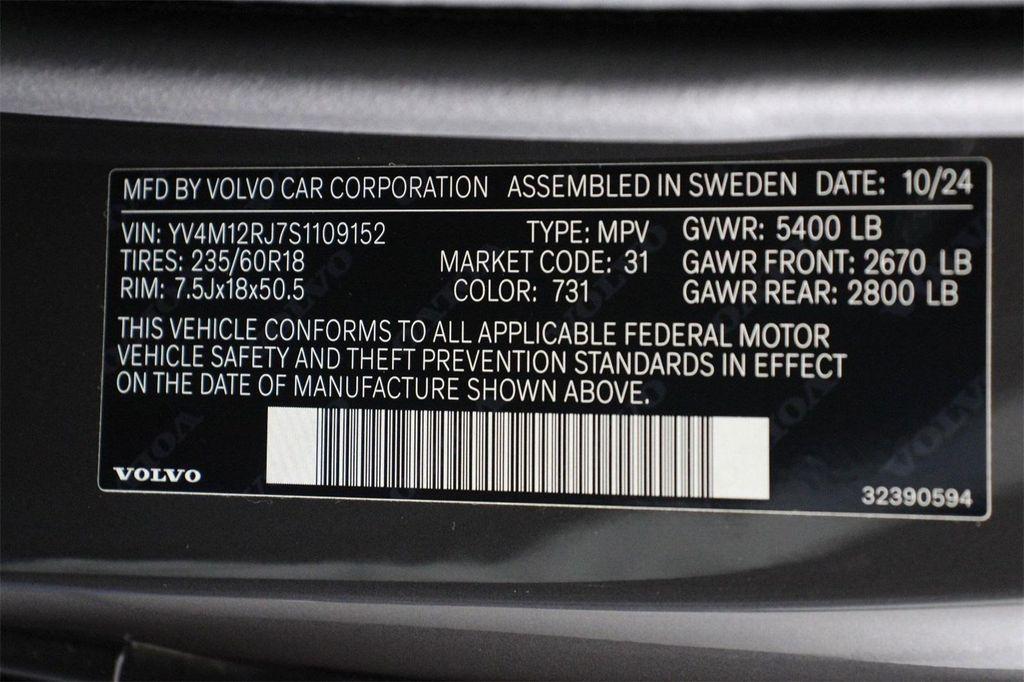 MFD BY VOLVO CAR CORPORATION ASSEMBLED IN SWEDEN DATE: 10/24
VIN: YV4M12RJ7S1109152 TYPE: MPV GVWR: 5400 LB
TIRES: 235/60R18 MARKET CODE: 31 GAWR FRONT: 2670 LB
RIM: 7.5Jx18x50.5 COLOR: 731 GAWR REAR: 2800 LB
THIS VEHICLE CONFORMS TO ALL APPLICABLE FEDERAL MOTOR
VEHICLE SAFETY AND THEFT PREVENTION STANDARDS IN EFFECT
ON THE DATE OF MANUFACTURE SHOWN ABOVE.
VOLVO
32390594